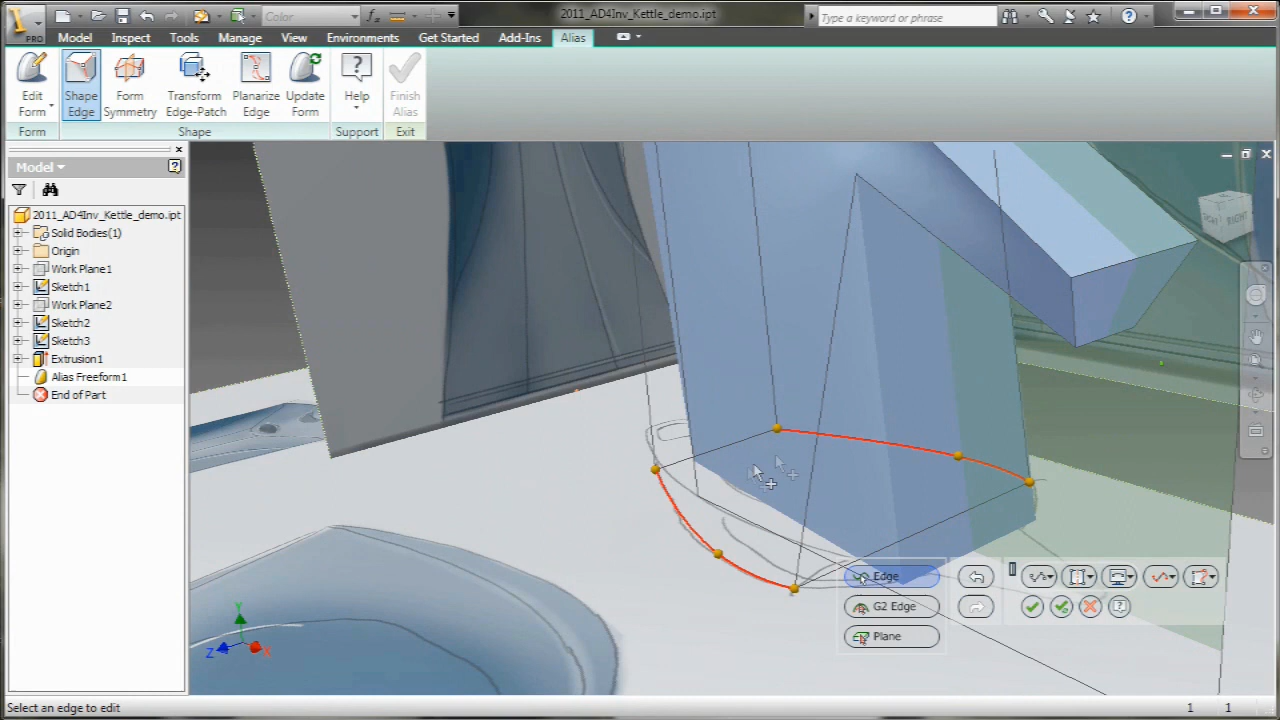 PRO
Color
2011_AD4Inv_Kettle_demo.ipt
Type a keyword or phrase
Model Inspect Tools Manage View Environments Get Started Add-Ins Alias
Edit Form
Shape Edge
Form Symmetry
Transform Edge-Patch
Planarize Edge
Update Form
Help
Finish Alias
Form Shape Support Exit
Model
2011_AD4Inv_Kettle_demo.ipt
Solid Bodies(1)
Origin
Work Plane1
Sketch1
Work Plane2
Sketch2
Sketch3
Extrusion1
Alias Freeform1
End of Part
RIGHT
Edge
G2 Edge
Plane
Y
Z X
Select an edge to edit
1 1